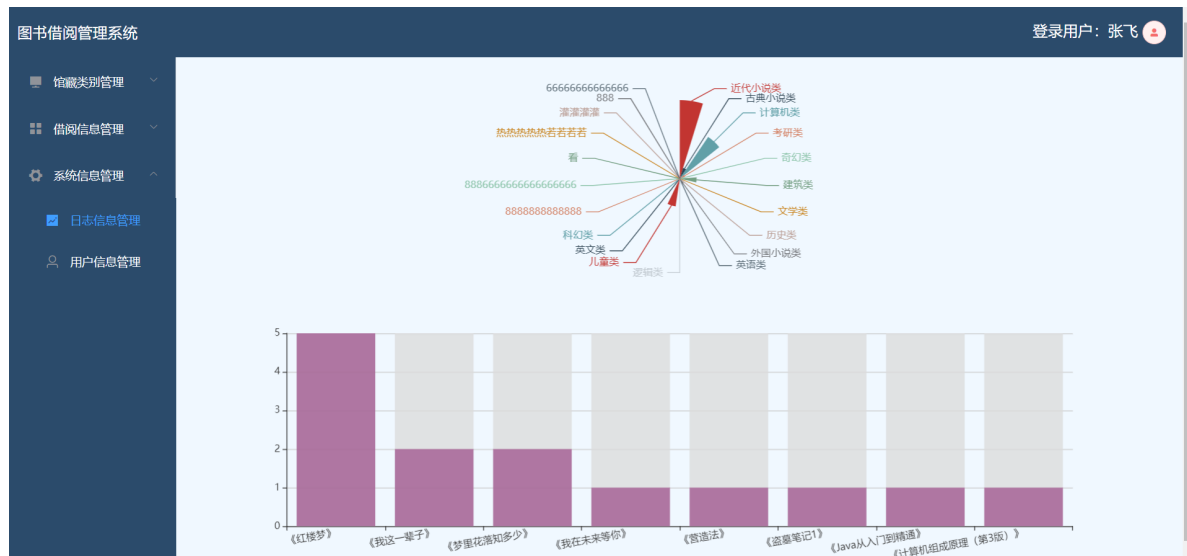 图书借阅管理系统
登录用户：张飞
馆藏类别管理
借阅信息管理
系统信息管理
日志信息管理
用户信息管理
66666666666666
888
灌灌灌灌
热热热热热若若若若
看
8886666666666666666
8888888888888
科幻类
英文类
儿童类
逻辑类
近代小说类
古典小说类
计算机类
考研类
奇幻类
建筑类
文学类
历史类
外国小说类
英语类
5
4
3
2
1
0
《红楼梦》
《我这一辈子》
《梦里花落知多少》
《我在未来等你》
《营造法》
《盗墓笔记1》
《Java从入门到精通》
《计算机组成原理（第3版）》